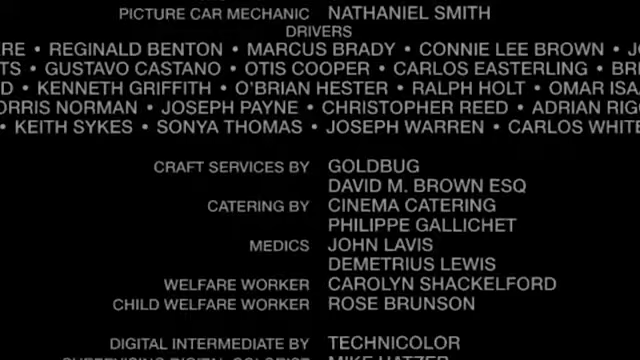 PICTURE CAR MECHANIC NATHANIEL SMITH
DRIVERS
• REGINALD BENTON • MARCUS BRADY • CONNIE LEE BROWN •
• GUSTAVO CASTANO • OTIS COOPER • CARLOS EASTERLING •
• KENNETH GRIFFITH • O'BRIAN HESTER • RALPH HOLT • OMAR
NORMAN • JOSEPH PAYNE • CHRISTOPHER REED • ADRIAN
• KEITH SYKES • SONYA THOMAS • JOSEPH WARREN • CARLOS WHITE
CRAFT SERVICES BY GOLDBUG
DAVID M. BROWN ESQ
CATERING BY CINEMA CATERING
PHILIPPE GALLICHET
MEDICS JOHN LAVIS
DEMETRIUS LEWIS
WELFARE WORKER CAROLYN SHACKELFORD
CHILD WELFARE WORKER ROSE BRUNSON
DIGITAL INTERMEDIATE BY TECHNICOLOR